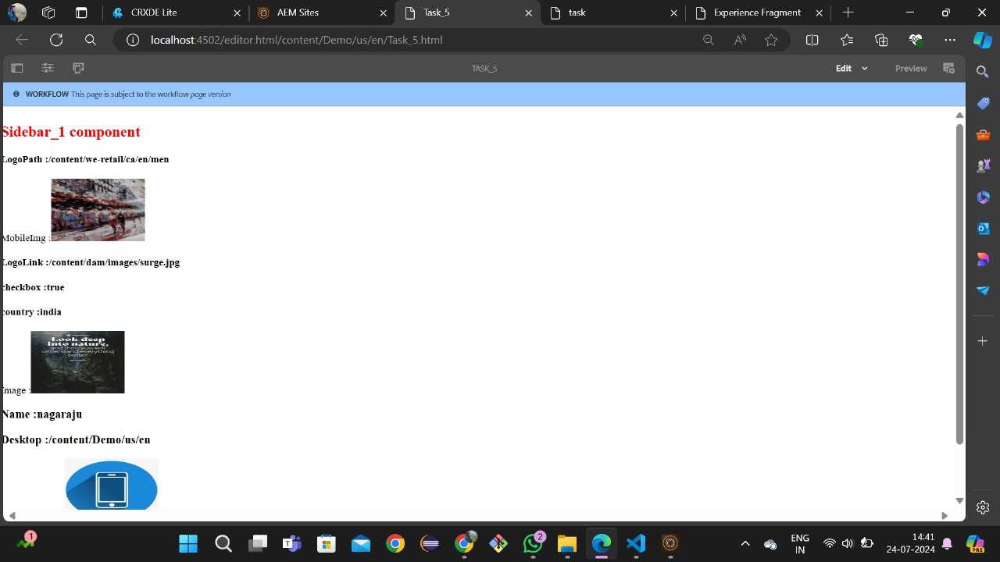 CRXDE Lite
AEM Sites
Task_5
task
Experience Fragment
localhost:4502/editor.html/content/Demo/us/en/Task_5.html
TASK_5
Edit
Preview
WORKFLOW This page is subject to the workflow page version
Sidebar_1 component
LogoPath :/content/we-retail/ca/en/men
MobileImg :
LogoLink :/content/dam/images/surge.jpg
checkbox :true
country :india
Look deep
into nature,
and then you will
understand everything
better
Image :
Name :nagaraju
Desktop :/content/Demo/us/en
1
2
ENG
IN
14:41
24-07-2024
PRE